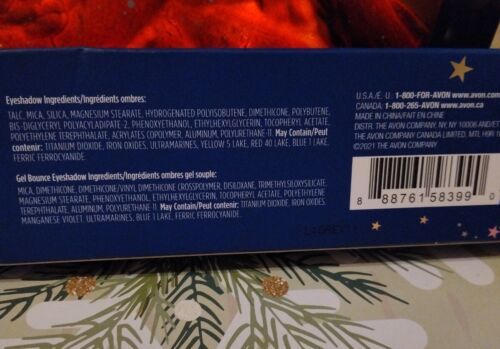 Eyeshadow Ingredients/Ingrédients ombres:
TALC, MICA, SILICA, MAGNESIUM STEARATE, HYDROGENATED POLYISOBUTENE, DIMETHICONE, POLYBUTENE,
BIS-DIGLYCERYL POLYACYLADIPATE-2, PHENOXYETHANOL, ETHYLHEXYLGLYCERIN, TOCOPHERYL ACETATE,
POLYETHYLENE TEREPHTHALATE, ACRYLATES COPOLYMER, ALUMINUM, POLYURETHANE-11. May Contain/Peut
contenir: TITANIUM DIOXIDE, IRON OXIDES, ULTRAMARINES, YELLOW 5 LAKE, RED 40 LAKE, BLUE 1 LAKE,
FERRIC FERROCYANIDE.
Gel Bounce Eyeshadow Ingredients/Ingrédients ombres gel souple:
MICA, DIMETHICONE, DIMETHICONE/VINYL DIMETHICONE CROSSPOLYMER, DISILOXANE, TRIMETHYLSILOXYSILICATE,
MAGNESIUM STEARATE, PHENOXYETHANOL, ETHYLHEXYLGLYCERIN, TOCOPHERYL ACETATE, POLYETHYLENE
TEREPHTHALATE, ALUMINUM, POLYURETHANE-11. May Contain/Peut contenir: TITANIUM DIOXIDE, IRON OXIDES,
MANGANESE VIOLET, ULTRAMARINES, BLUE 1 LAKE, FERRIC FERROCYANIDE.
U.S.A./É.-U.: 1-800-FOR-AVON www.avon.com
CANADA: 1-800-265-AVON www.avon.ca
MADE IN CHINA/FAIT EN CHINE
DISTR. THE AVON COMPANY, NY, NY 10006 AND/ET
THE AVON COMPANY CANADA LIMITED, MTL H9R
©2021 THE AVON COMPANY
8 88761 58399 0